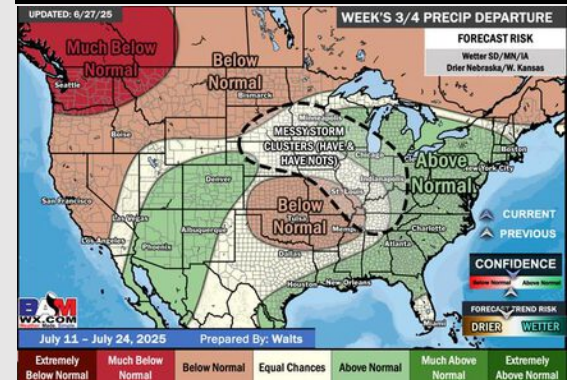 UPDATED: 6/27/25
WEEK'S 3/4 PRECIP DEPARTURE
FORECAST RISK
Wetter SD/MN/IA
Drier Nebraska/W. Kansas
Much Below
Normal
Seattle
Below
Normal
Bismarck
Minneapolis
Boise
MESSY STORM
CLUSTERS (HAVE &
HAVE NOTS)
Chicago
Above
Normal
Boston
New York City
Indianapolis
Denver
St. Louis
San Francisco
Las Vegas
Below
Normal
Tulsa
Los Angeles
Albuquerque
Phoenix
Charlotte
Atlanta
Dallas
Houston
New Orleans
Miami
CURRENT
PREVIOUS
CONFIDENCE
Below Normal
Above Normal
FORECAST TREND RISK
DRIER WETTER
BAM
WX.COM
July 11 – July 24, 2025
Prepared By: Walts
Extremely
Below Normal
Much Below
Normal
Below Normal
Equal Chances
Above Normal
Much Above
Normal
Extremely
Above Normal